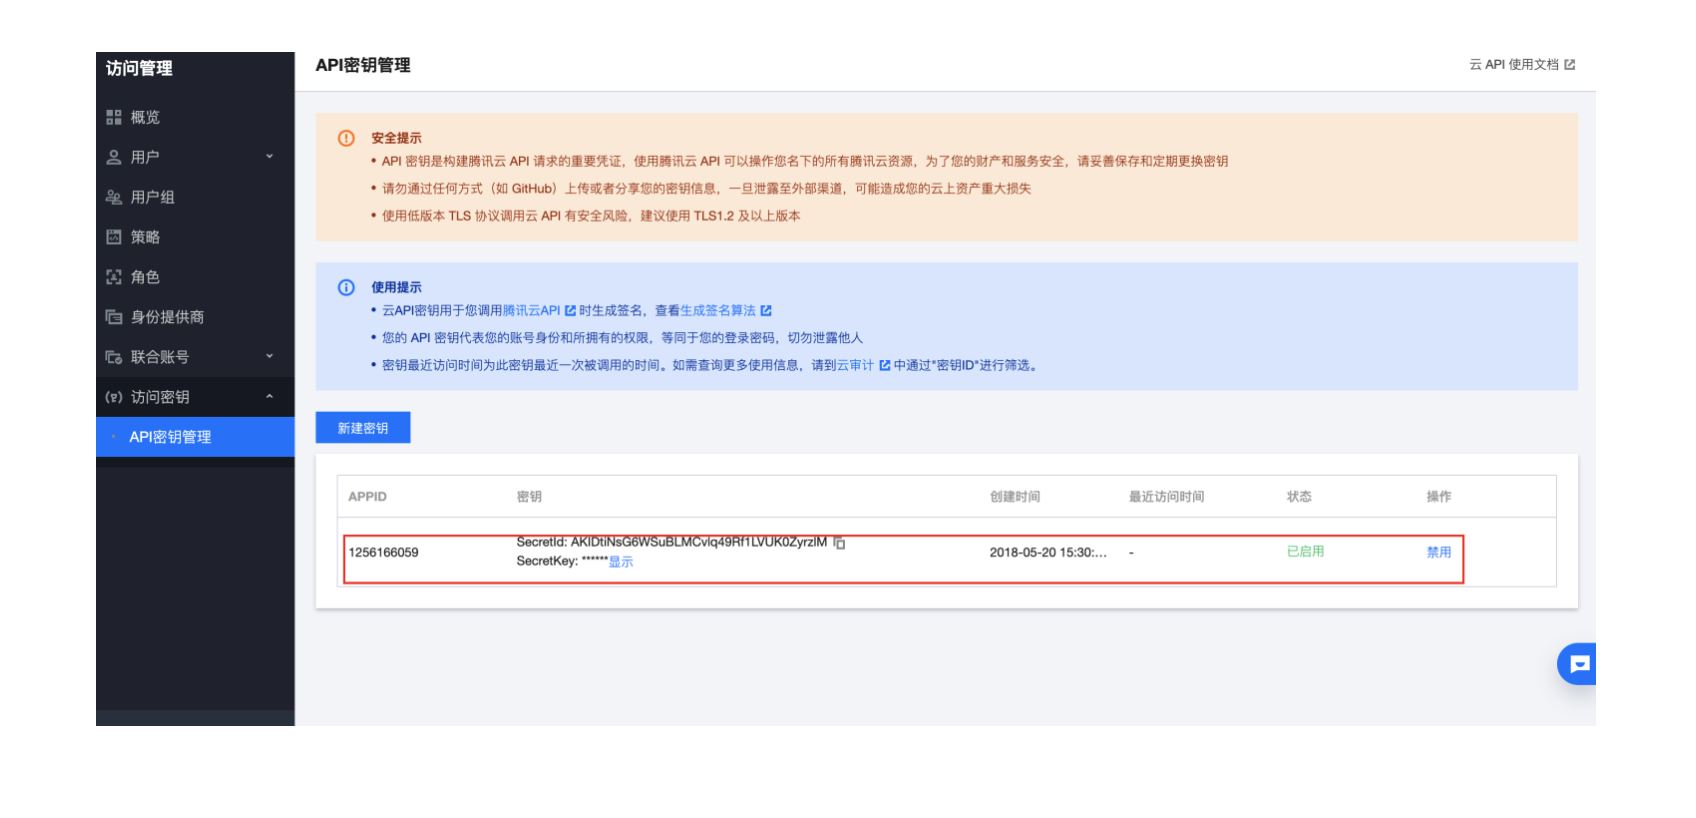 访问管理
概览
用户
用户组
策略
角色
身份提供商
联合账号
访问密钥
API密钥管理
API密钥管理
云 API 使用文档
安全提示
• API 密钥是构建腾讯云 API 请求的重要凭证，使用腾讯云 API 可以操作您名下的所有腾讯云资源，为了您的财产和服务安全，请妥善保存和定期更换密钥
• 请勿通过任何方式（如 GitHub）上传或者分享您的密钥信息，一旦泄露至外部渠道，可能造成您的云上资产重大损失
• 使用低版本 TLS 协议调用云 API 有安全风险，建议使用 TLS1.2 及以上版本
使用提示
• 云API密钥用于您调用腾讯云API 时生成签名，查看生成签名算法
• 您的 API 密钥代表您的账号身份和所拥有的权限，等同于您的登录密码，切勿泄露他人
• 密钥最近访问时间为此密钥最近一次被调用的时间。如需查询更多使用信息，请到云审计 中通过"密钥ID"进行筛选。
新建密钥
APPID 密钥 创建时间 最近访问时间 状态 操作
1256166059 SecretId: AKIDtiNsG6WSuBLMCvlq49Rf1LVUK0ZyrzlM 2018-05-20 15:30:... - 已启用 禁用
SecretKey: ******显示